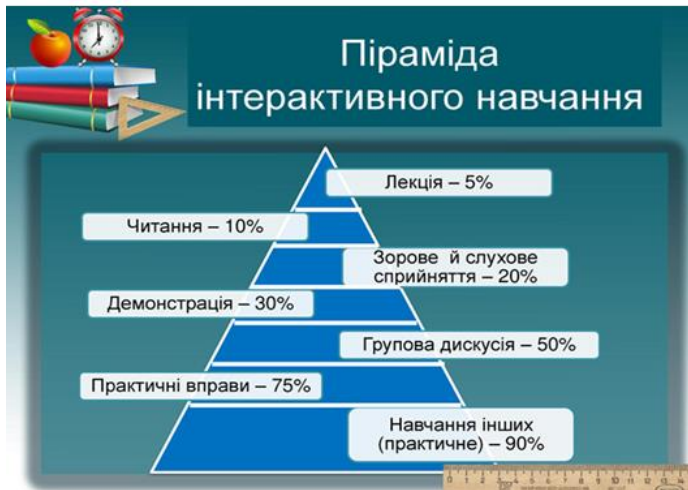 Піраміда
інтерактивного навчання
Лекція – 5%
Читання – 10%
Зорове й слухове
сприйняття – 20%
Демонстрація – 30%
Групова дискусія – 50%
Практичні вправи – 75%
Навчання інших
(практичне) – 90%